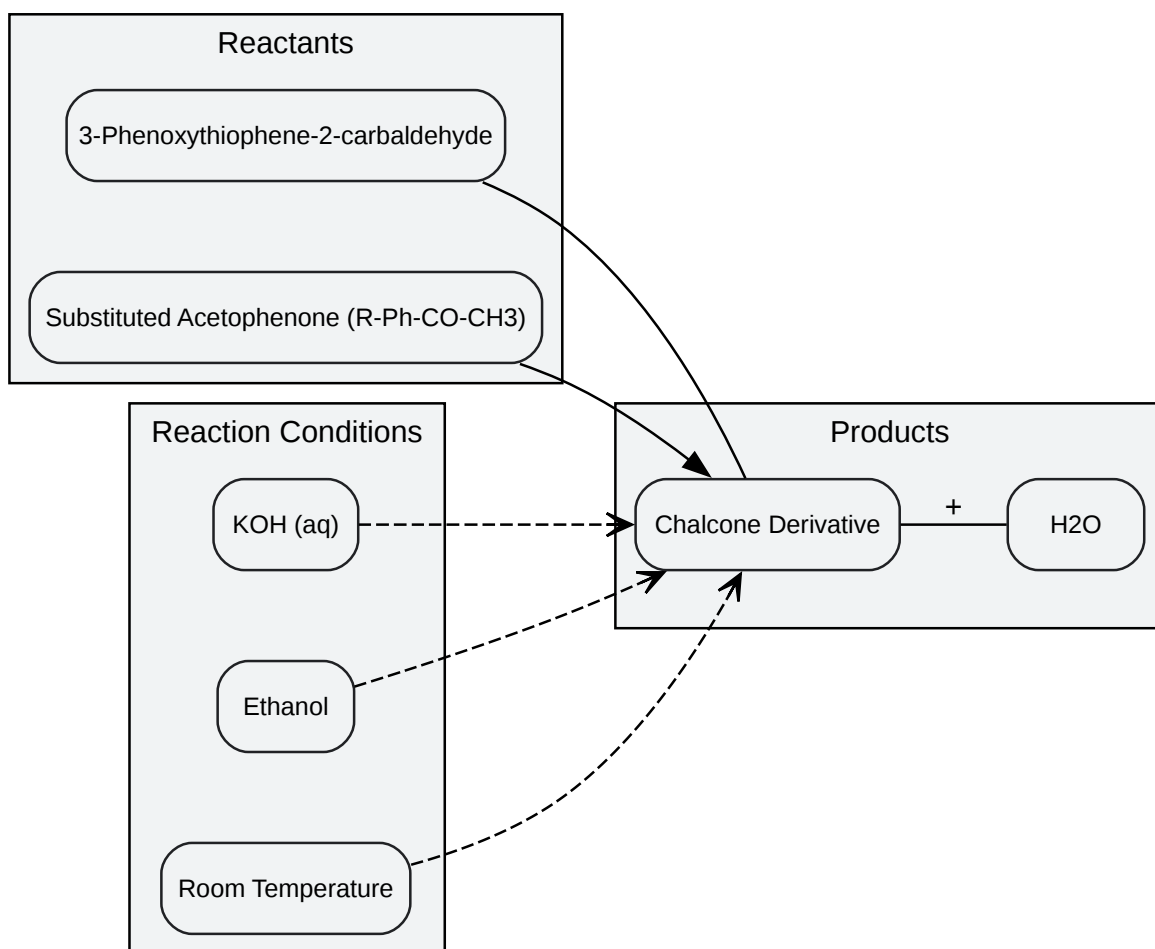 Reactants
3-Phenoxythiophene-2-carbaldehyde
Substituted Acetophenone (R-Ph-CO-CH3)
Reaction Conditions
KOH (aq)
Ethanol
Room Temperature
Products
Chalcone Derivative
+
H2O